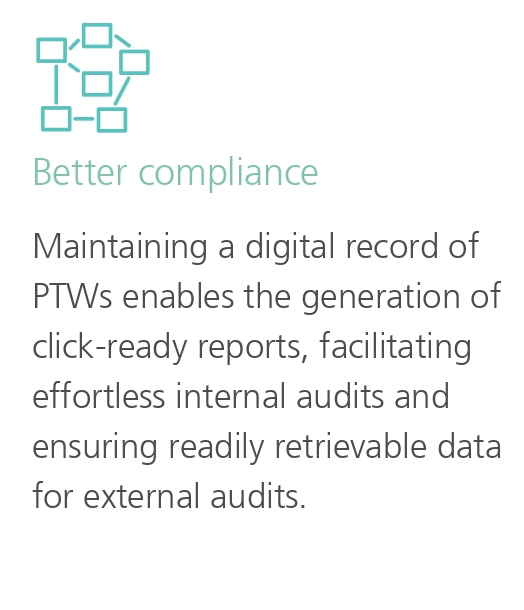 Better compliance
Maintaining a digital record of
PTWs enables the generation of
click-ready reports, facilitating
effortless internal audits and
ensuring readily retrievable data
for external audits.